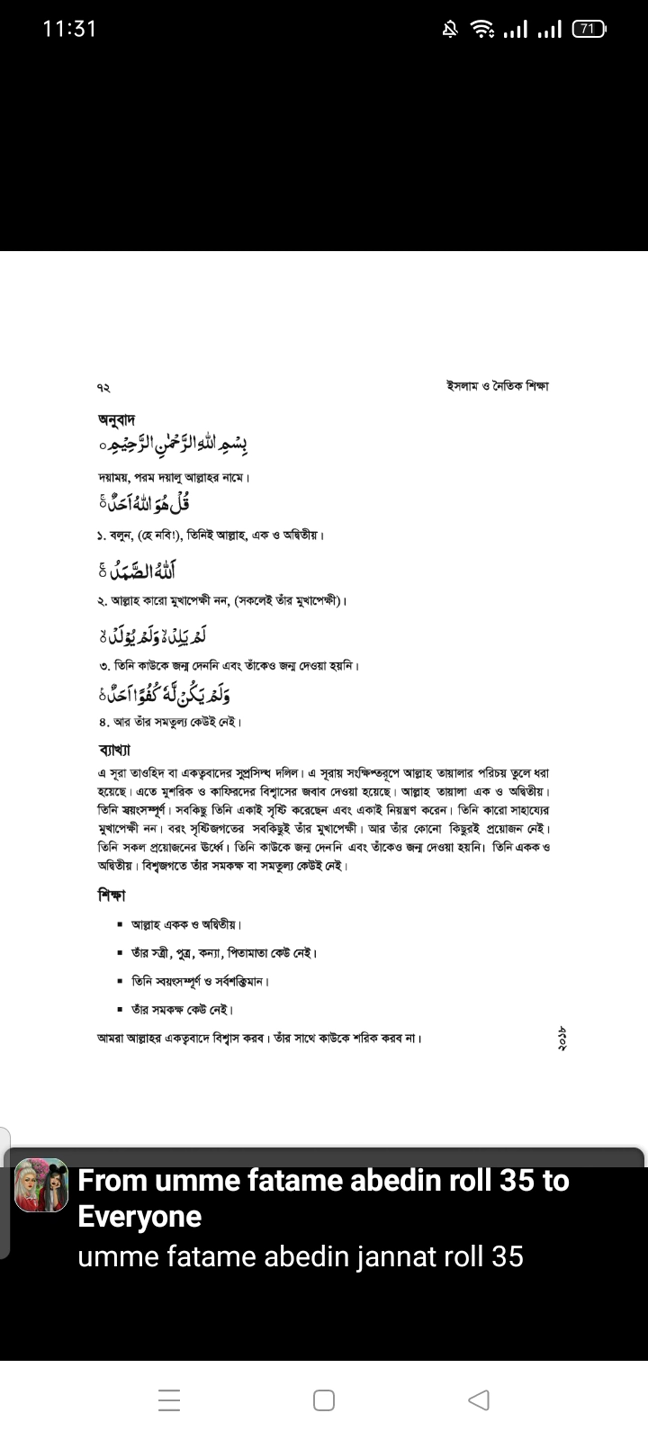 11:31
71
৭২
ইসলাম ও নৈতিক শিক্ষা
অনুবাদ
بِسْمِ اللّٰهِ الرَّحْمٰنِ الرَّحِيْمِ ○
দয়াময়, পরম দয়ালু আল্লাহর নামে।
قُلْ هُوَ اللّٰهُ اَحَدٌ ۚ○
১. বলুন, (হে নবি!), তিনিই আল্লাহ, এক ও অদ্বিতীয়।
اَللّٰهُ الصَّمَدُ ۚ○
২. আল্লাহ কারো মুখাপেক্ষী নন, (সকলেই তাঁর মুখাপেক্ষী)।
لَمْ يَلِدْ ۙ وَلَمْ يُوْلَدْ ۙ○
৩. তিনি কাউকে জন্ম দেননি এবং তাঁকেও জন্ম দেওয়া হয়নি।
وَلَمْ يَكُنْ لَّهٗ كُفُوًا اَحَدٌ ۚ○
৪. আর তাঁর সমতুল্য কেউই নেই।
ব্যাখ্যা
এ সূরা তাওহিদ বা একত্ববাদের সুপ্রসিদ্ধ দলিল। এ সূরায় সংক্ষিপ্তরূপে আল্লাহ তায়ালার পরিচয় তুলে ধরা
হয়েছে। এতে মুশরিক ও কাফিরদের বিশ্বাসের জবাব দেওয়া হয়েছে। আল্লাহ তায়ালা এক ও অদ্বিতীয়।
তিনি স্বয়ংসম্পূর্ণ। সবকিছু তিনি একাই সৃষ্টি করেছেন এবং একাই নিয়ন্ত্রণ করেন। তিনি কারো সাহায্যের
মুখাপেক্ষী নন। বরং সৃষ্টিজগতের সবকিছুই তাঁর মুখাপেক্ষী। আর তাঁর কোনো কিছুরই প্রয়োজন নেই।
তিনি সকল প্রয়োজনের ঊর্ধ্বে। তিনি কাউকে জন্ম দেননি এবং তাঁকেও জন্ম দেওয়া হয়নি। তিনি একক ও
অদ্বিতীয়। বিশ্বজগতে তাঁর সমকক্ষ বা সমতুল্য কেউই নেই।
শিক্ষা
▪ আল্লাহ একক ও অদ্বিতীয়।
▪ তাঁর স্ত্রী, পুত্র, কন্যা, পিতামাতা কেউ নেই।
▪ তিনি স্বয়ংসম্পূর্ণ ও সর্বশক্তিমান।
▪ তাঁর সমকক্ষ কেউ নেই।
আমরা আল্লাহর একত্ববাদে বিশ্বাস করব। তাঁর সাথে কাউকে শরিক করব না।
২০১৮
From umme fatame abedin roll 35 to
Everyone
umme fatame abedin jannat roll 35